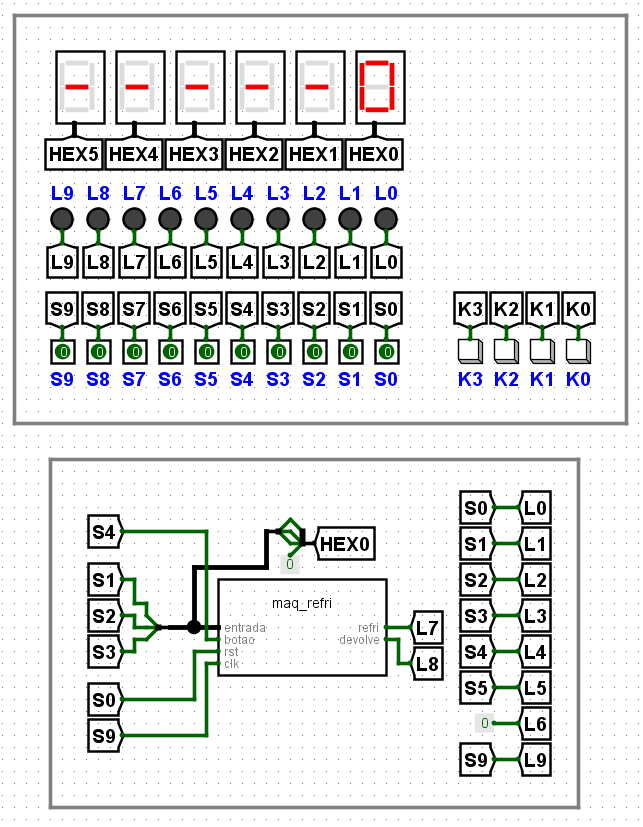 HEX5 HEX4 HEX3 HEX2 HEX1 HEX0
L9 L8 L7 L6 L5 L4 L3 L2 L1 L0
L9 L8 L7 L6 L5 L4 L3 L2 L1 L0
S9 S8 S7 S6 S5 S4 S3 S2 S1 S0 K3 K2 K1 K0
0 0 0 0 0 0 0 0 0 0
S9 S8 S7 S6 S5 S4 S3 S2 S1 S0 K3 K2 K1 K0
S4
S1
S2
S3
S0
S9
HEX0
0
maq_refri
entrada
botao
rst
clk
refri
devolve
L7
L8
S0 L0
S1 L1
S2 L2
S3 L3
S4 L4
S5 L5
0 L6
S9 L9